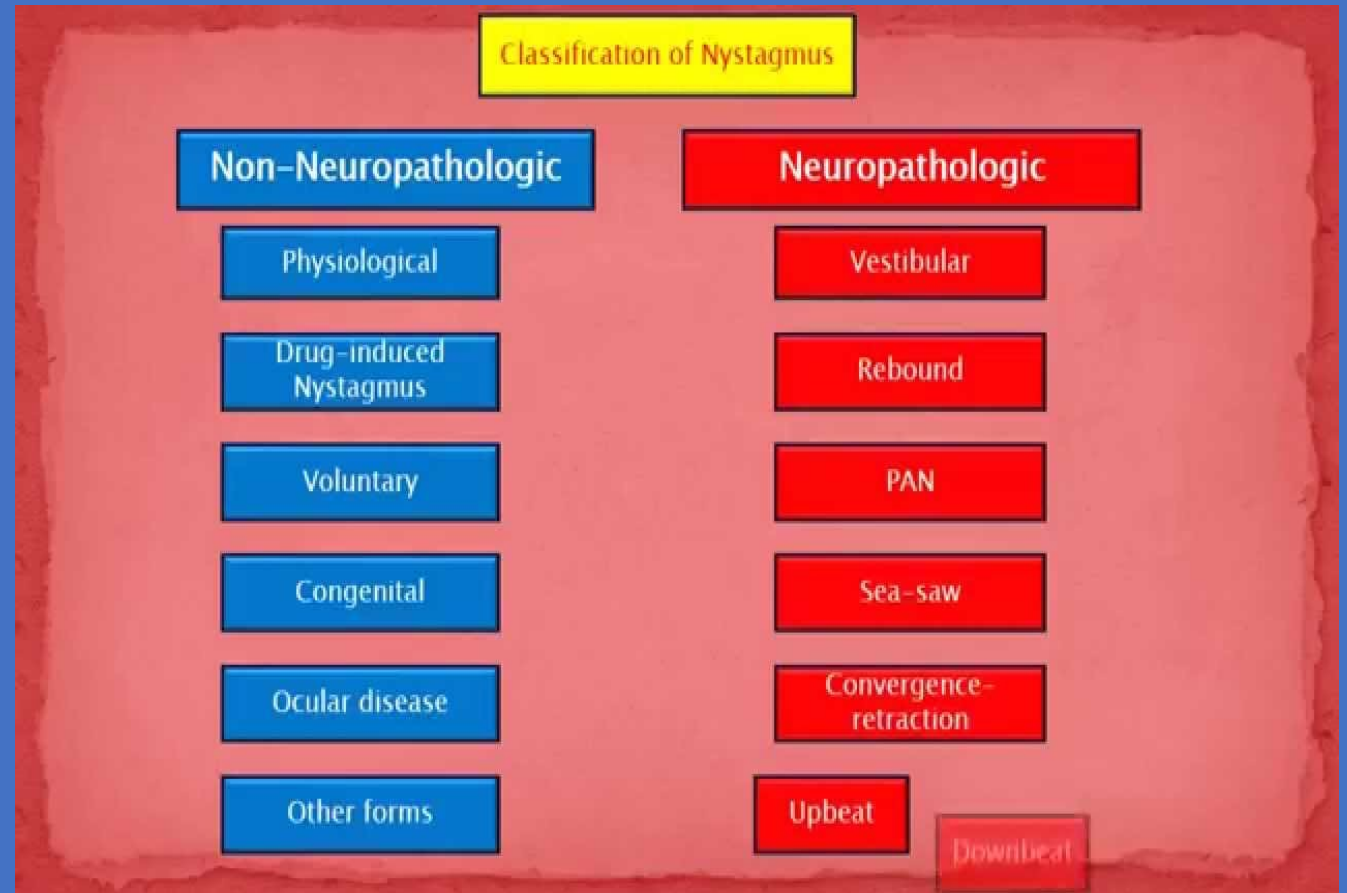 Classification of Nystagmus
Non-Neuropathologic
Physiological
Drug-induced
Nystagmus
Voluntary
Congenital
Ocular disease
Other forms
Neuropathologic
Vestibular
Rebound
PAN
Sea-saw
Convergence-
retraction
Upbeat
Downbeat